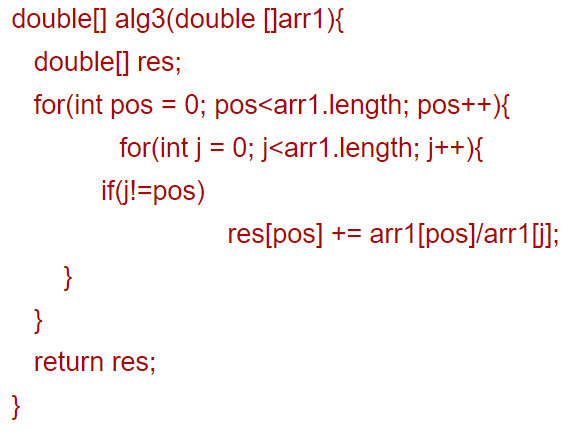 double[] alg3(double []arr1){
double[] res;
for(int pos = 0; pos<arr1.length; pos++){
for(int j = 0; j<arr1.length; j++){
if(j!=pos)
res[pos] += arr1[pos]/arr1[j];
}
}
return res;
}